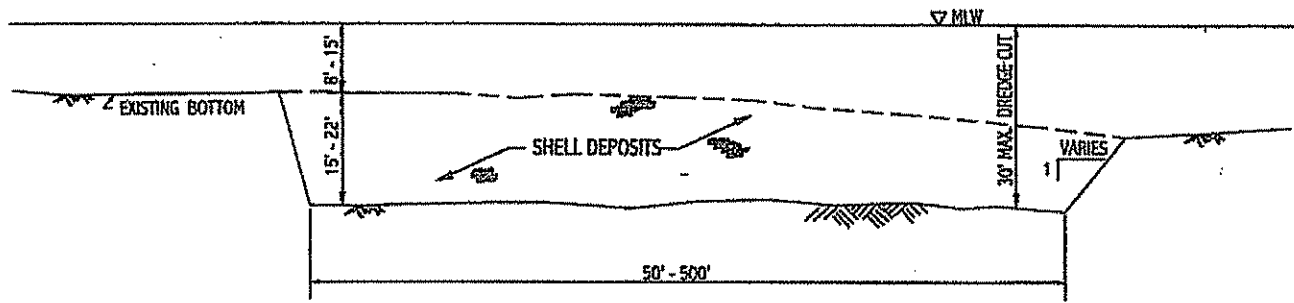 MLW
8' - 15'
30' MAX. DREDGE CUT
EXISTING BOTTOM
15' - 22'
SHELL DEPOSITS
VARIES
1
50' - 500'